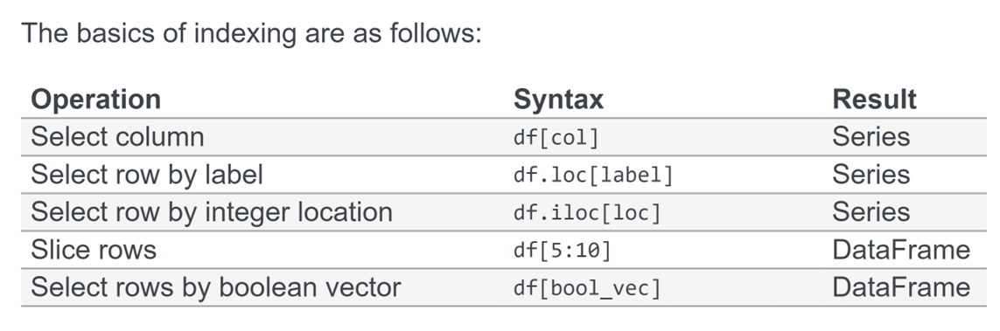 The basics of indexing are as follows:
Operation Syntax Result
Select column df[col] Series
Select row by label df.loc[label] Series
Select row by integer location df.iloc[loc] Series
Slice rows df[5:10] DataFrame
Select rows by boolean vector df[bool_vec] DataFrame